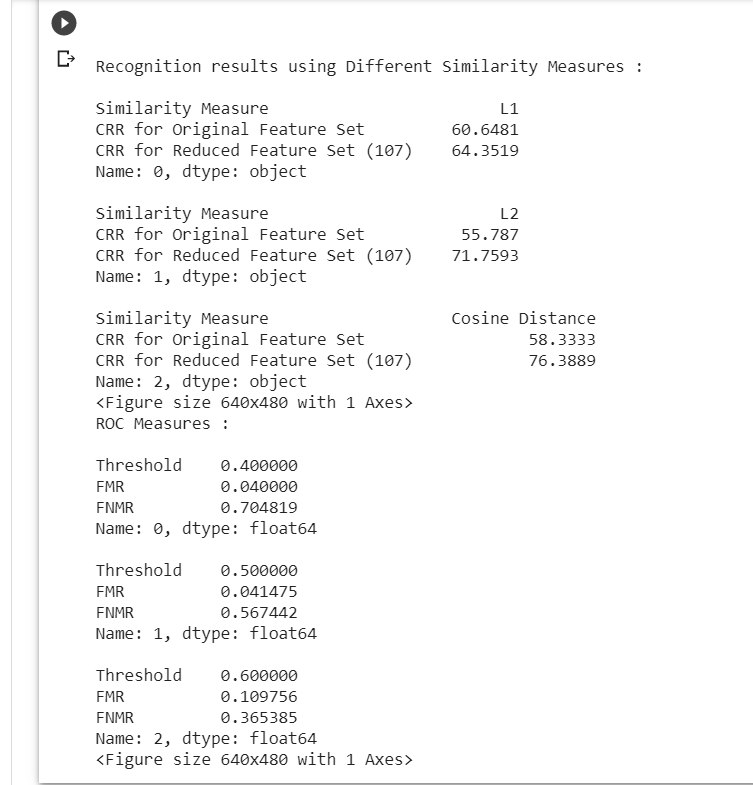 Recognition results using Different Similarity Measures :
Similarity Measure L1
CRR for Original Feature Set 60.6481
CRR for Reduced Feature Set (107) 64.3519
Name: 0, dtype: object
Similarity Measure L2
CRR for Original Feature Set 55.787
CRR for Reduced Feature Set (107) 71.7593
Name: 1, dtype: object
Similarity Measure Cosine Distance
CRR for Original Feature Set 58.3333
CRR for Reduced Feature Set (107) 76.3889
Name: 2, dtype: object
<Figure size 640x480 with 1 Axes>
ROC Measures :
Threshold 0.400000
FMR 0.040000
FNMR 0.704819
Name: 0, dtype: float64
Threshold 0.500000
FMR 0.041475
FNMR 0.567442
Name: 1, dtype: float64
Threshold 0.600000
FMR 0.109756
FNMR 0.365385
Name: 2, dtype: float64
<Figure size 640x480 with 1 Axes>